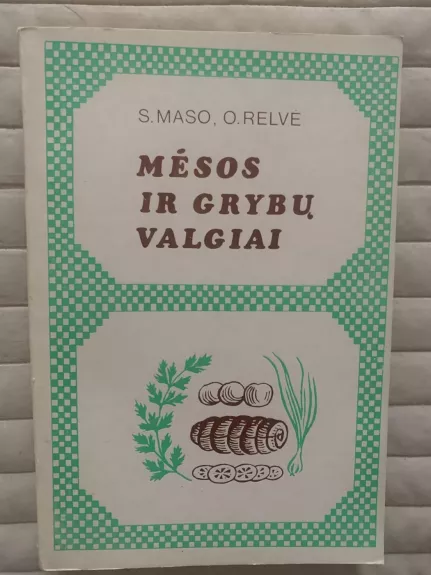 S. MASO, O. RELVE
MĖSOS
IR GRYBŲ
VALGIAI